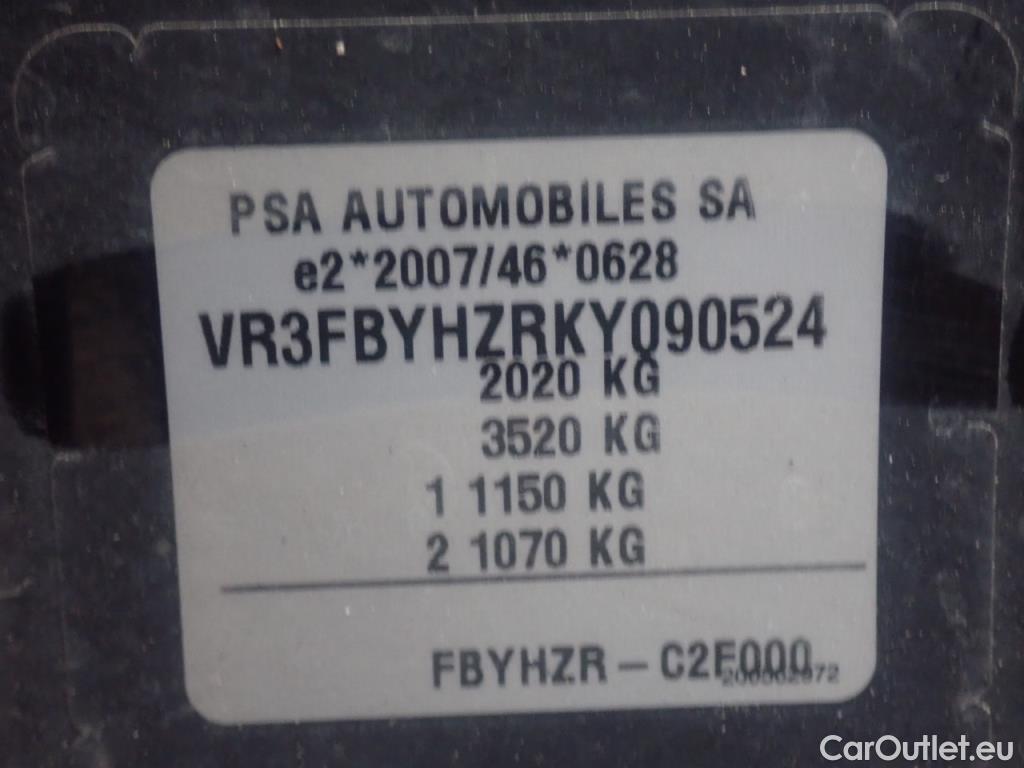 PSA AUTOMOBILES SA
e2*2007/46*0628
VR3FBYHZRKY090524
2020 KG
3520 KG
1 1150 KG
2 1070 KG
FBYHZR – C2F000
CarOutlet.eu